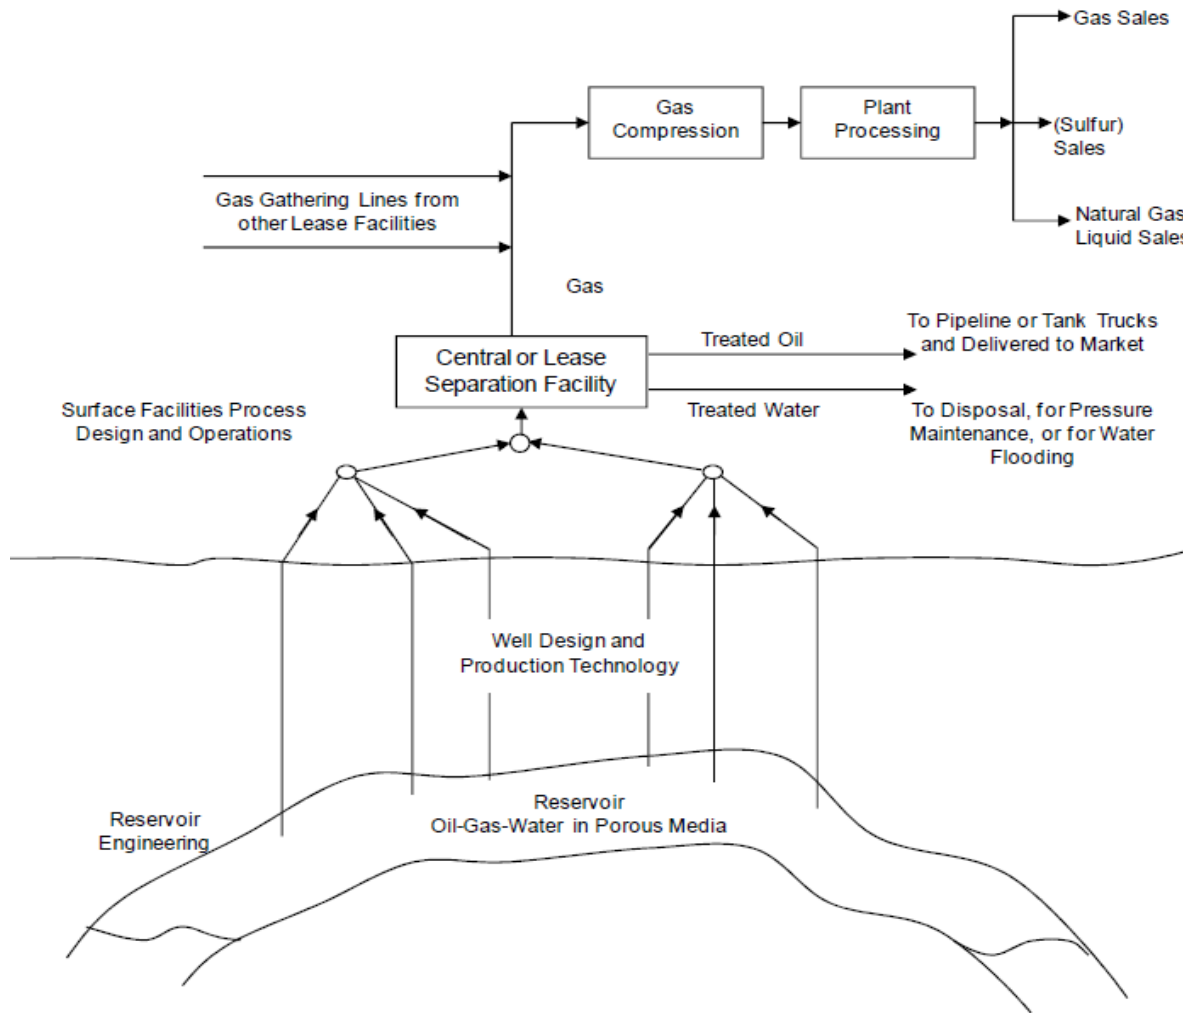 Gas Sales
Gas
Compression
Plant
Processing
(Sulfur)
Sales
Gas Gathering Lines from
other Lease Facilities
Natural Gas
Liquid Sales
Gas
To Pipeline or Tank Trucks
and Delivered to Market
Treated Oil
Central or Lease
Separation Facility
Treated Water
To Disposal, for Pressure
Maintenance, or for Water
Flooding
Surface Facilities Process
Design and Operations
Well Design and
Production Technology
Reservoir
Oil-Gas-Water in Porous Media
Reservoir
Engineering